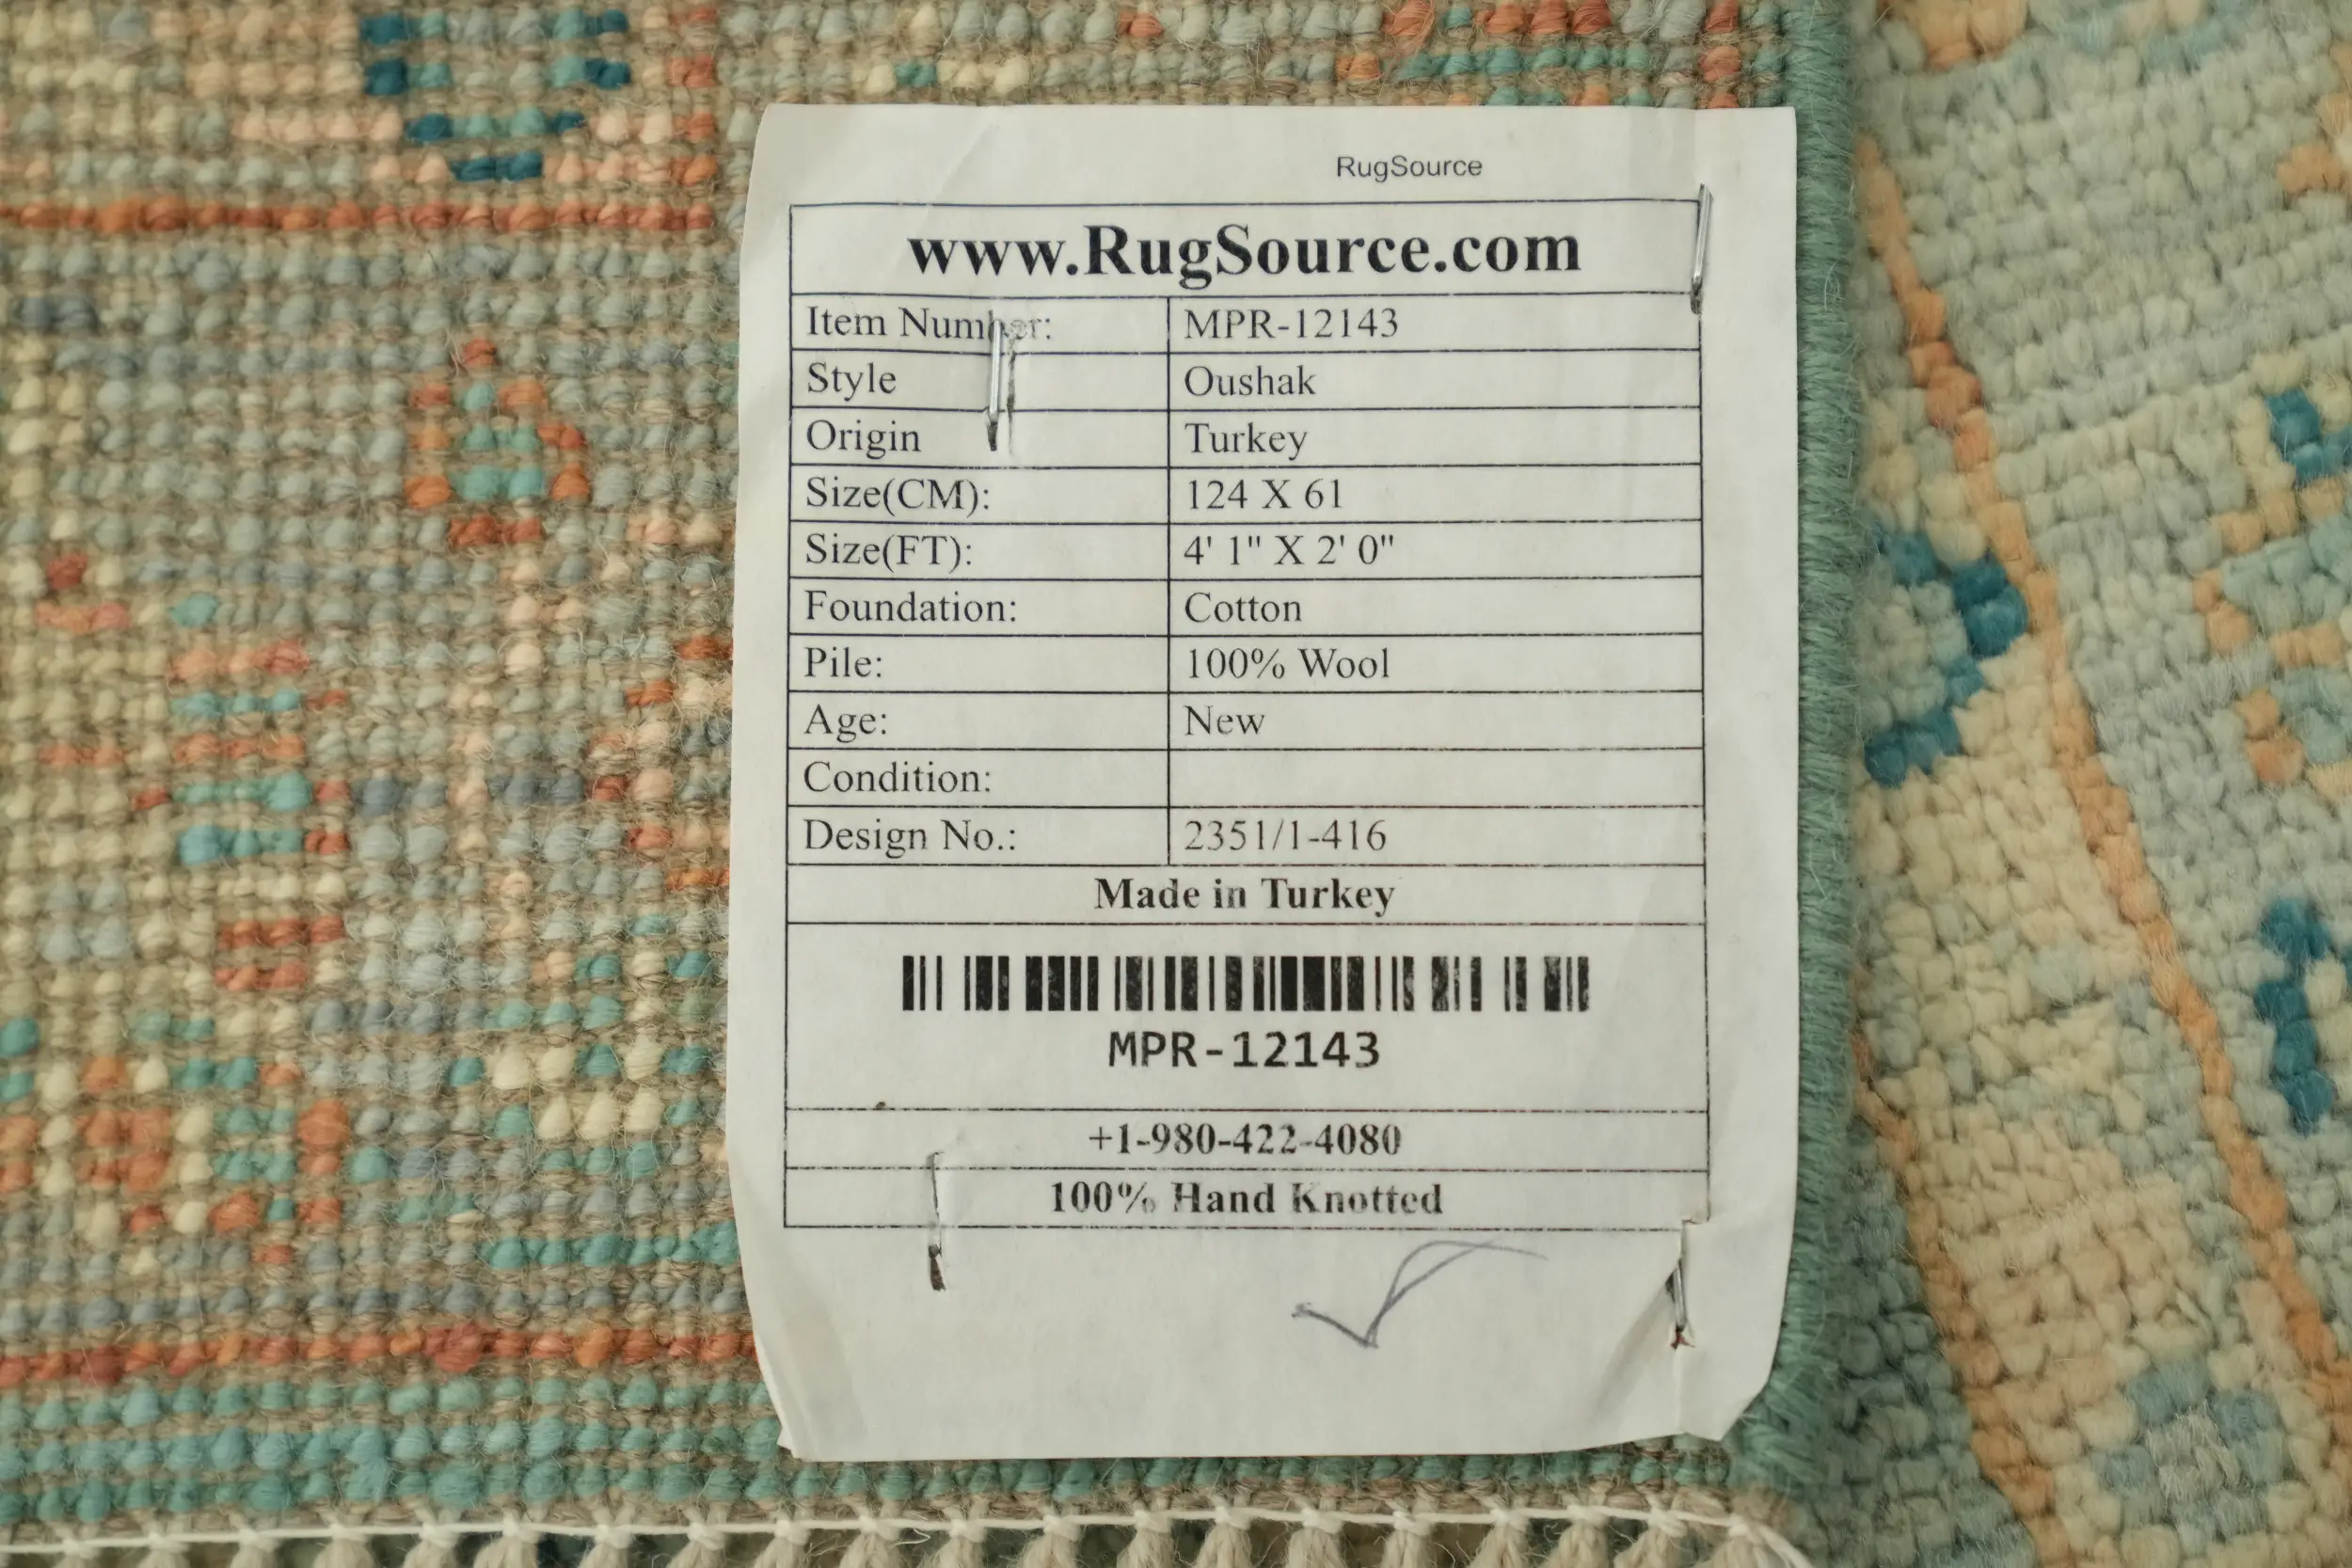 RugSource
www.RugSource.com
Item Number: MPR-12143
Style Oushak
Origin Turkey
Size(CM): 124 X 61
Size(FT): 4' 1" X 2' 0"
Foundation: Cotton
Pile: 100% Wool
Age: New
Condition:
Design No.: 2351/1-416
Made in Turkey
MPR-12143
+1-980-422-4080
100% Hand Knotted